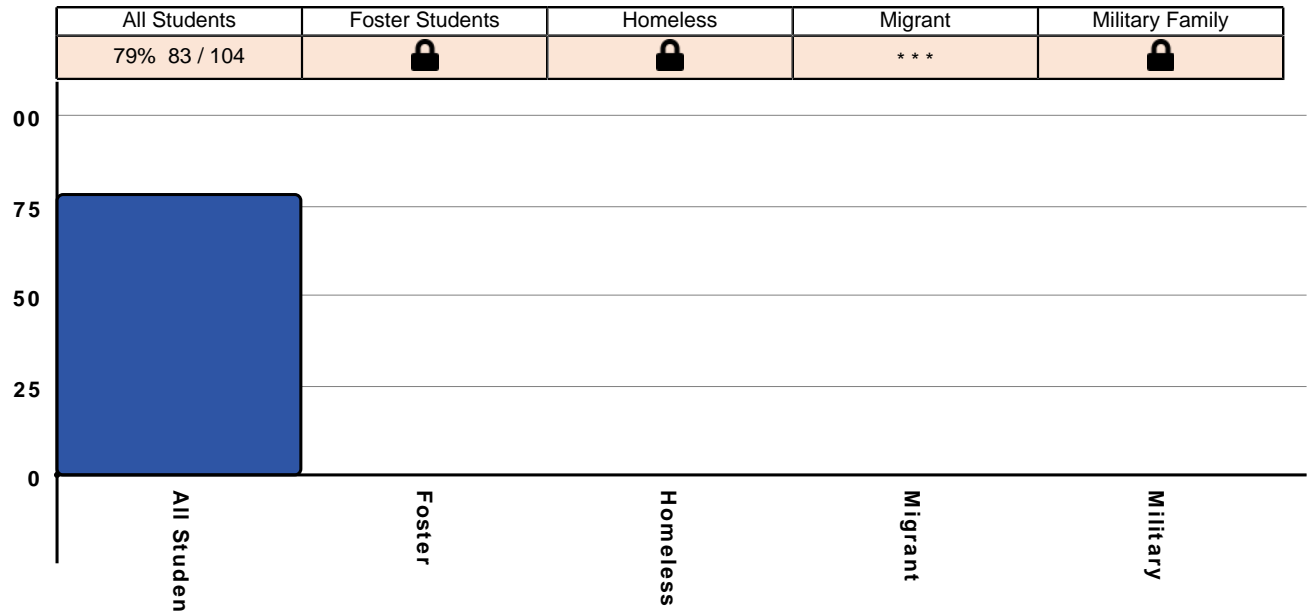 All Students Foster Students Homeless Migrant Military Family
79% 83 / 104 * * *
00
75
50
25
0
All Studen
Foster
Homeless
Migrant
Military